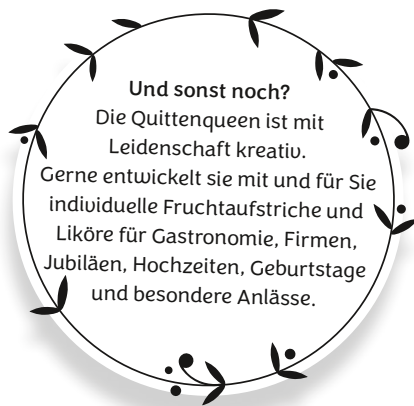 Und sonst noch?
Die Quittenqueen ist mit
Leidenschaft kreativ.
Gerne entwickelt sie mit und für Sie
individuelle Fruchtaufstriche und
Liköre für Gastronomie, Firmen,
Jubiläen, Hochzeiten, Geburtstage
und besondere Anlässe.